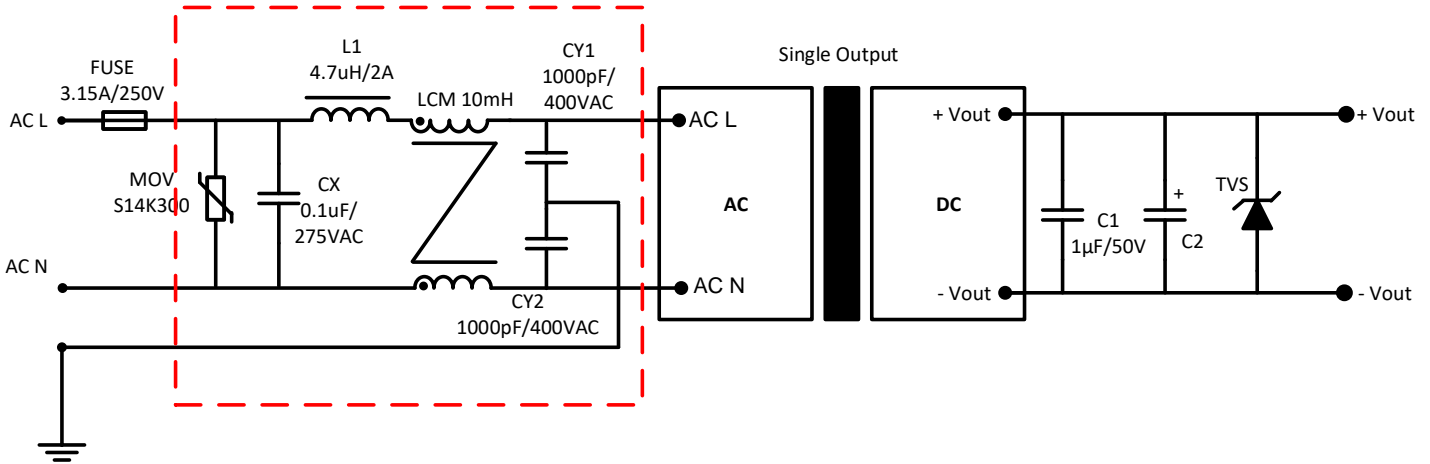 L1
4.7uH/2A
CY1
1000pF/
400VAC
Single Output
FUSE
3.15A/250V
LCM 10mH
AC L
AC L
+ Vout
+ Vout
MOV
S14K300
CX
0.1uF/
275VAC
AC
DC
TVS
+
C1
1µF/50V
C2
AC N
AC N
- Vout
- Vout
CY2
1000pF/400VAC